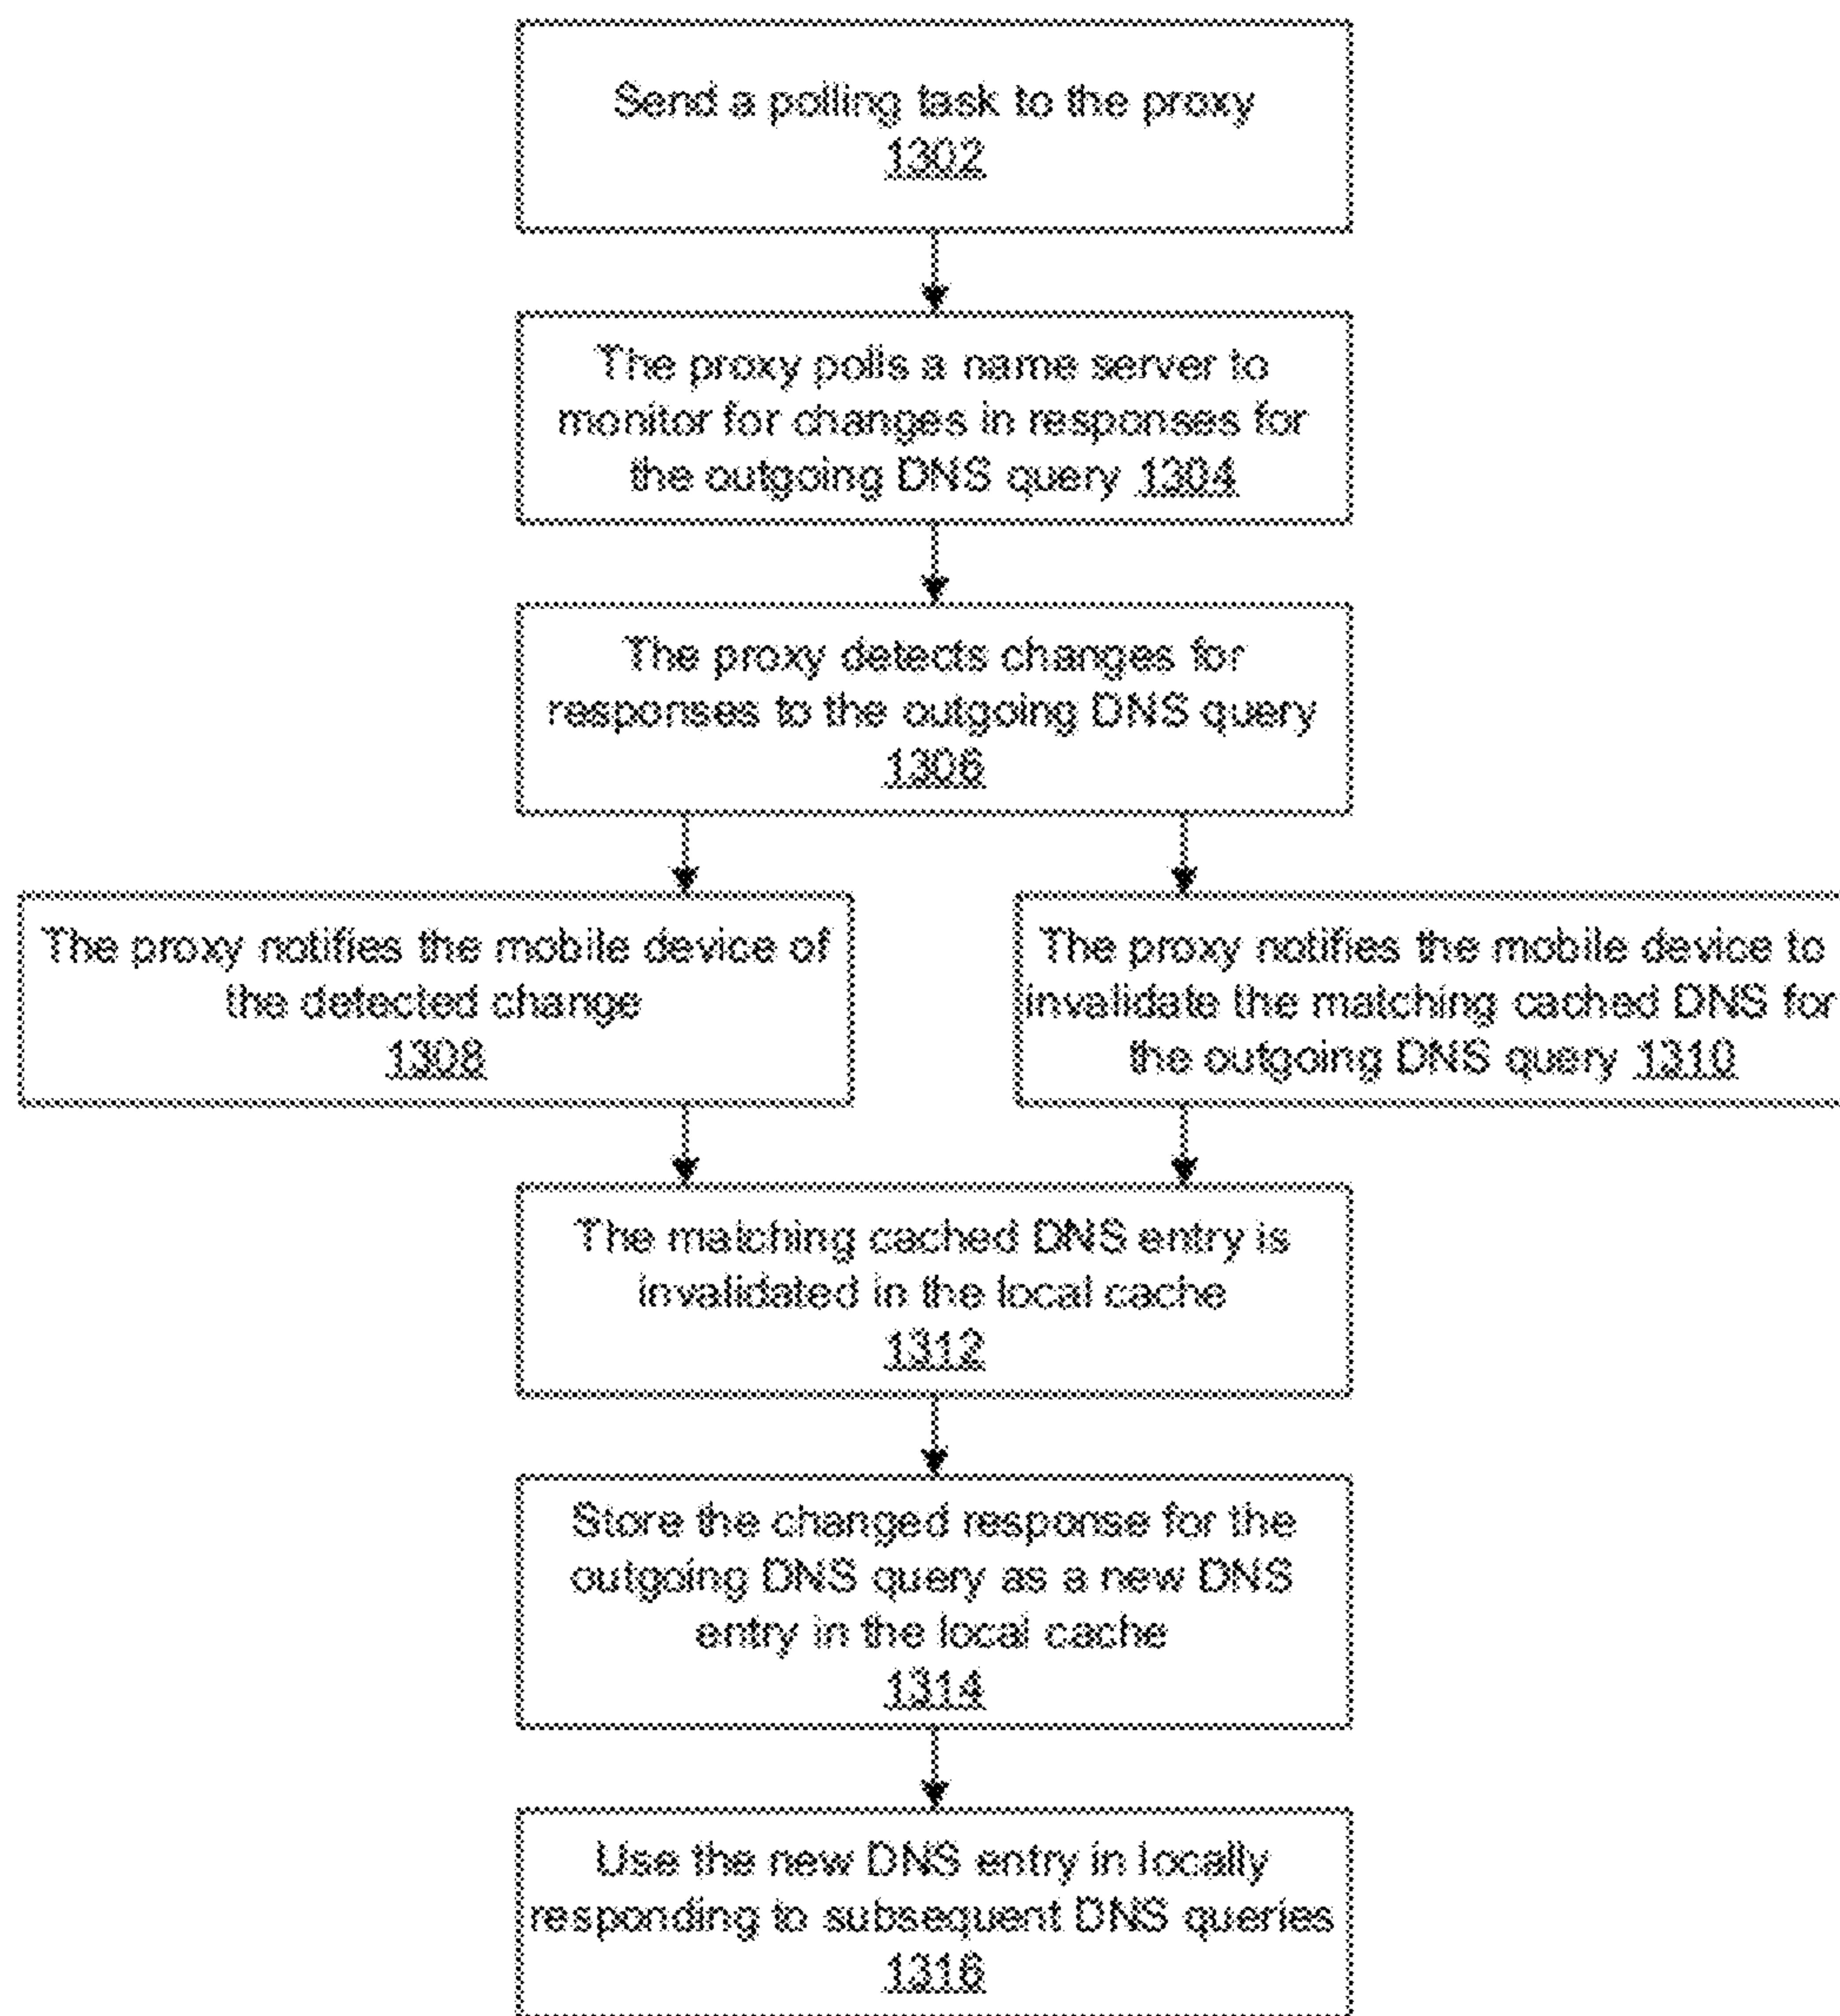 Send a polling task to the proxy
1302
The proxy polls a name server to
monitor for changes in responses for
the outgoing DNS query 1304
The proxy detects changes for
responses to the outgoing DNS query
1306
The proxy notifies the mobile device of
the detected change
1308
The proxy notifies the mobile device to
invalidate the matching cached DNS for
the outgoing DNS query 1310
The matching cached DNS entry is
invalidated in the local cache
1312
Store the changed response for the
outgoing DNS query as a new DNS
entry in the local cache
1314
Use the new DNS entry in locally
responding to subsequent DNS queries
1316